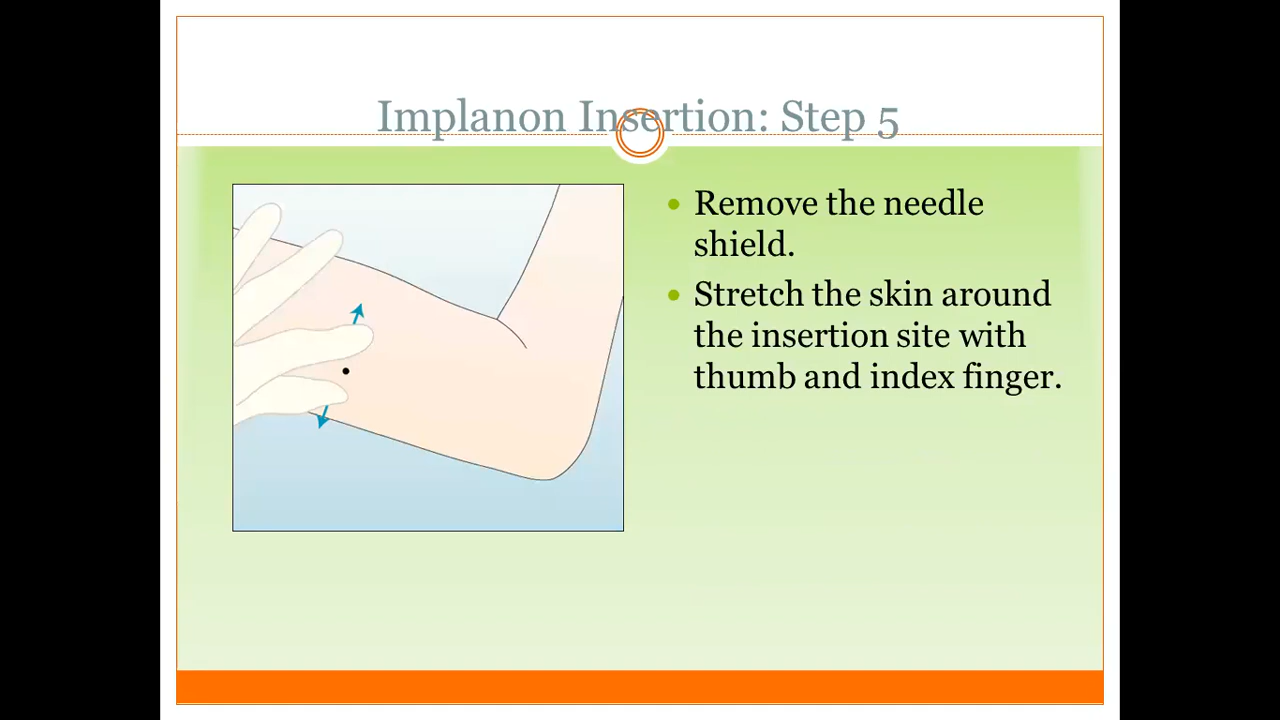 Implanon Insertion: Step 5
Remove the needle
shield.
Stretch the skin around
the insertion site with
thumb and index finger.